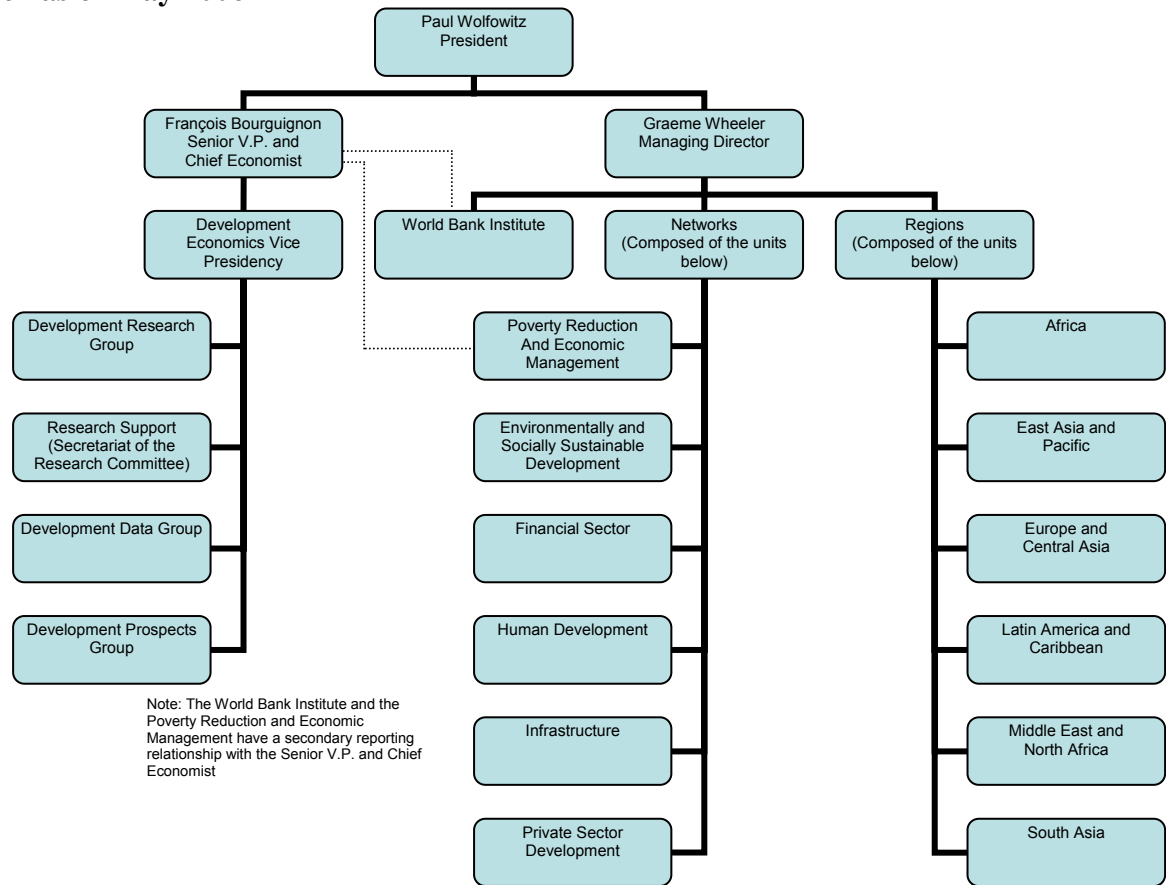 Paul Wolfowitz
President
François Bourguignon
Senior V.P. and
Chief Economist
Graeme Wheeler
Managing Director
Development
Economics Vice
Presidency
World Bank Institute
Networks
(Composed of the units
below)
Regions
(Composed of the units
below)
Development Research
Group
Research Support
(Secretariat of the
Research Committee)
Development Data Group
Development Prospects
Group
Poverty Reduction
And Economic
Management
Environmentally and
Socially Sustainable
Development
Financial Sector
Human Development
Infrastructure
Private Sector
Development
Africa
East Asia and
Pacific
Europe and
Central Asia
Latin America and
Caribbean
Middle East and
North Africa
South Asia
Note: The World Bank Institute and the
Poverty Reduction and Economic
Management have a secondary reporting
relationship with the Senior V.P. and Chief
Economist